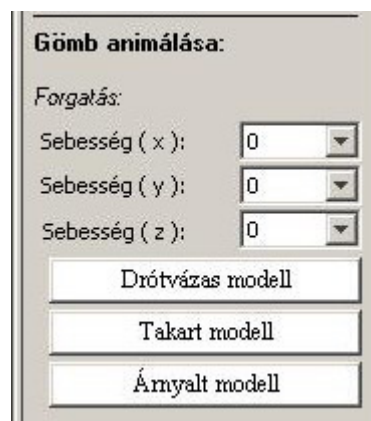 Gömb animálása:
Forgatás:
Sebesség ( x ): 0
Sebesség ( y ): 0
Sebesség ( z ): 0
Drótvázas modell
Takart modell
Árnyalt modell